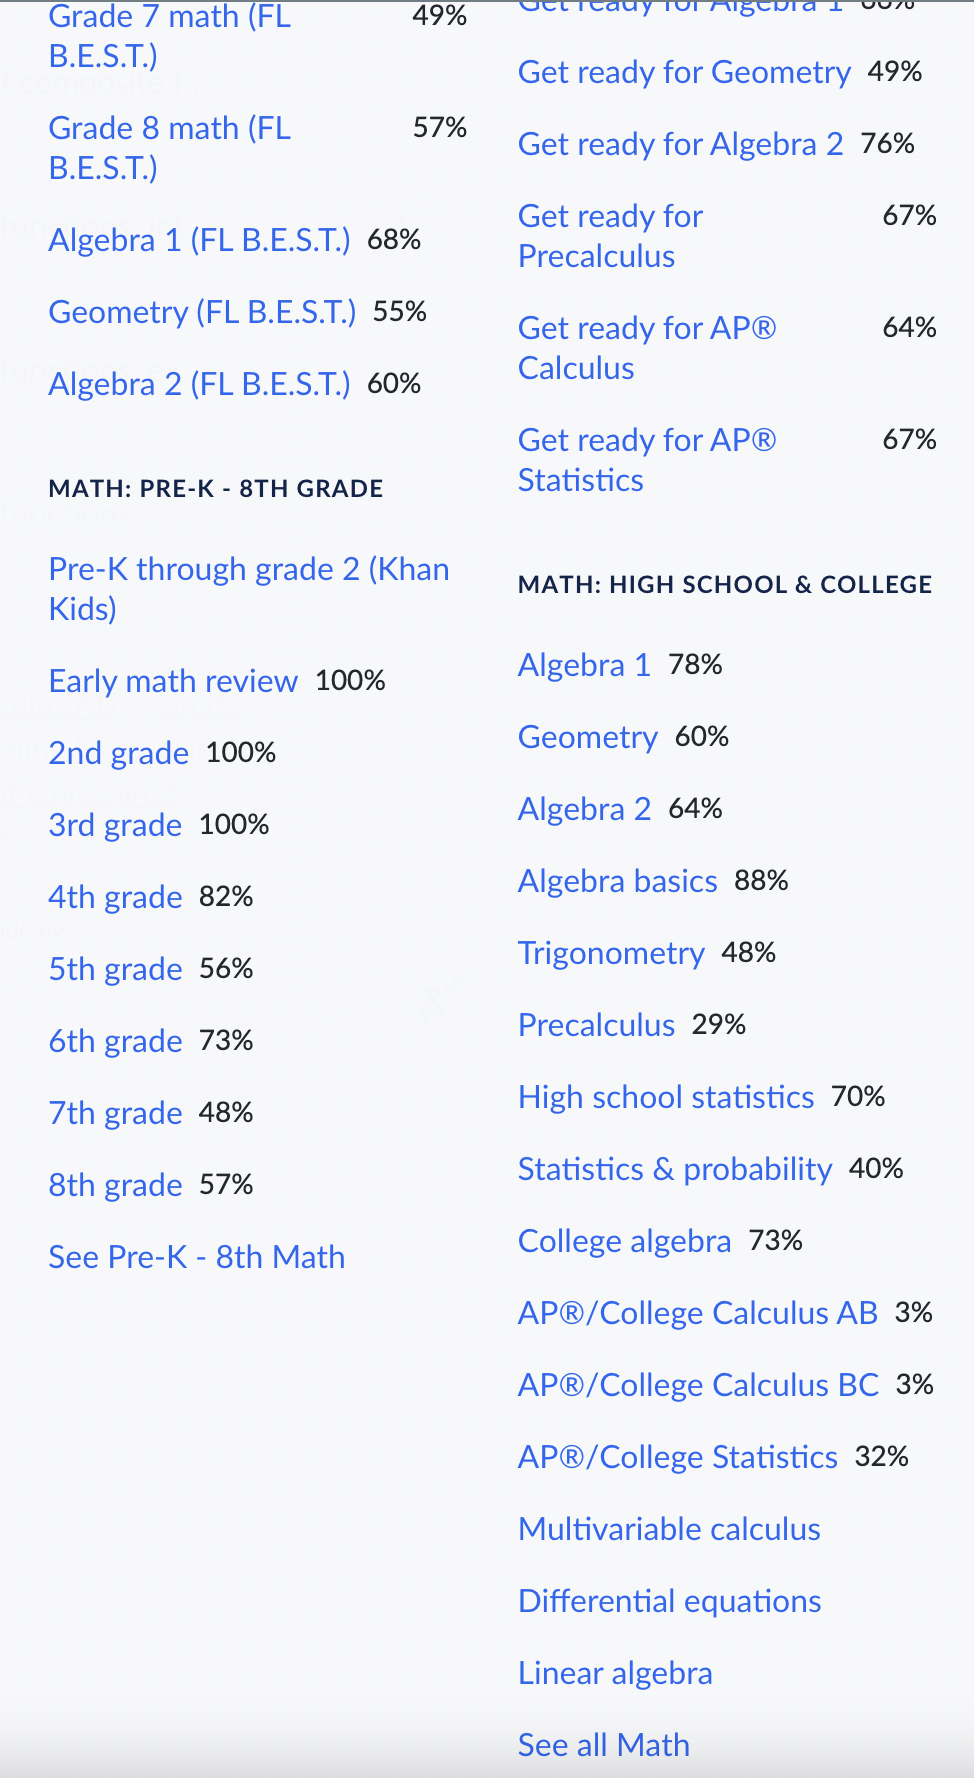 Grade 7 math (FL 49%
B.E.S.T.)
Grade 8 math (FL 57%
B.E.S.T.)
Algebra 1 (FL B.E.S.T.) 68%
Geometry (FL B.E.S.T.) 55%
Algebra 2 (FL B.E.S.T.) 60%
MATH: PRE-K - 8TH GRADE
Pre-K through grade 2 (Khan
Kids)
Early math review 100%
2nd grade 100%
3rd grade 100%
4th grade 82%
5th grade 56%
6th grade 73%
7th grade 48%
8th grade 57%
See Pre-K - 8th Math
Get ready for Algebra 1
Get ready for Geometry 49%
Get ready for Algebra 2 76%
Get ready for 67%
Precalculus
Get ready for AP® 64%
Calculus
Get ready for AP® 67%
Statistics
MATH: HIGH SCHOOL & COLLEGE
Algebra 1 78%
Geometry 60%
Algebra 2 64%
Algebra basics 88%
Trigonometry 48%
Precalculus 29%
High school statistics 70%
Statistics & probability 40%
College algebra 73%
AP®/College Calculus AB 3%
AP®/College Calculus BC 3%
AP®/College Statistics 32%
Multivariable calculus
Differential equations
Linear algebra
See all Math